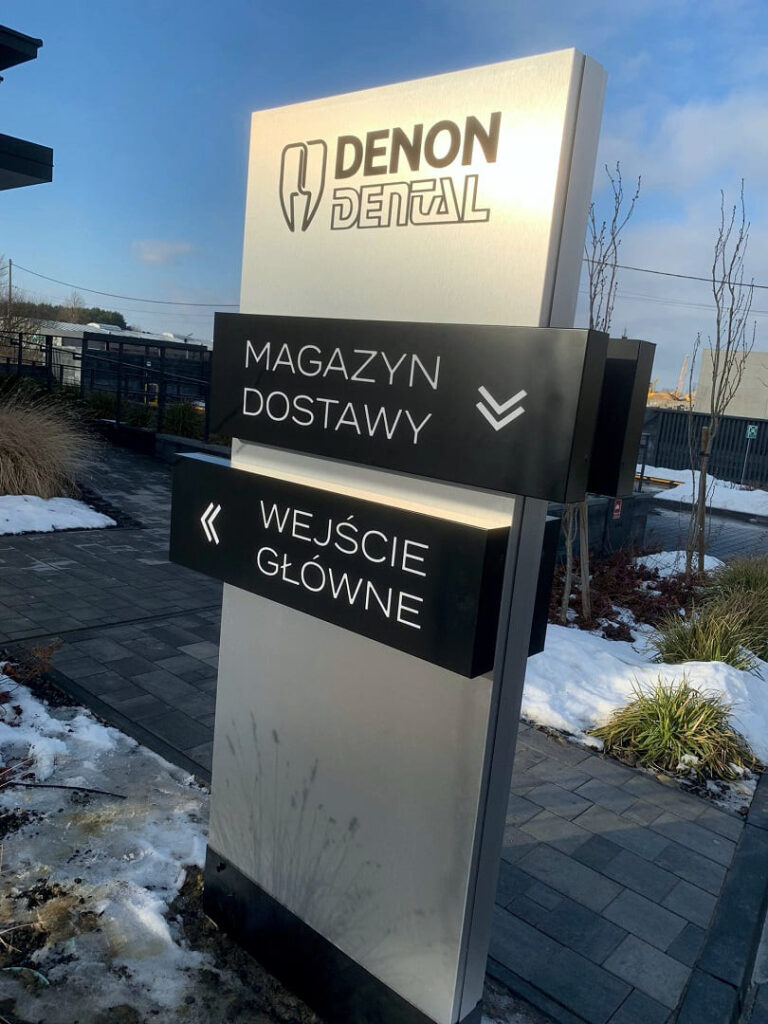 DENON
DENTAL
MAGAZYN
DOSTAWY
WEJŚCIE
GŁÓWNE